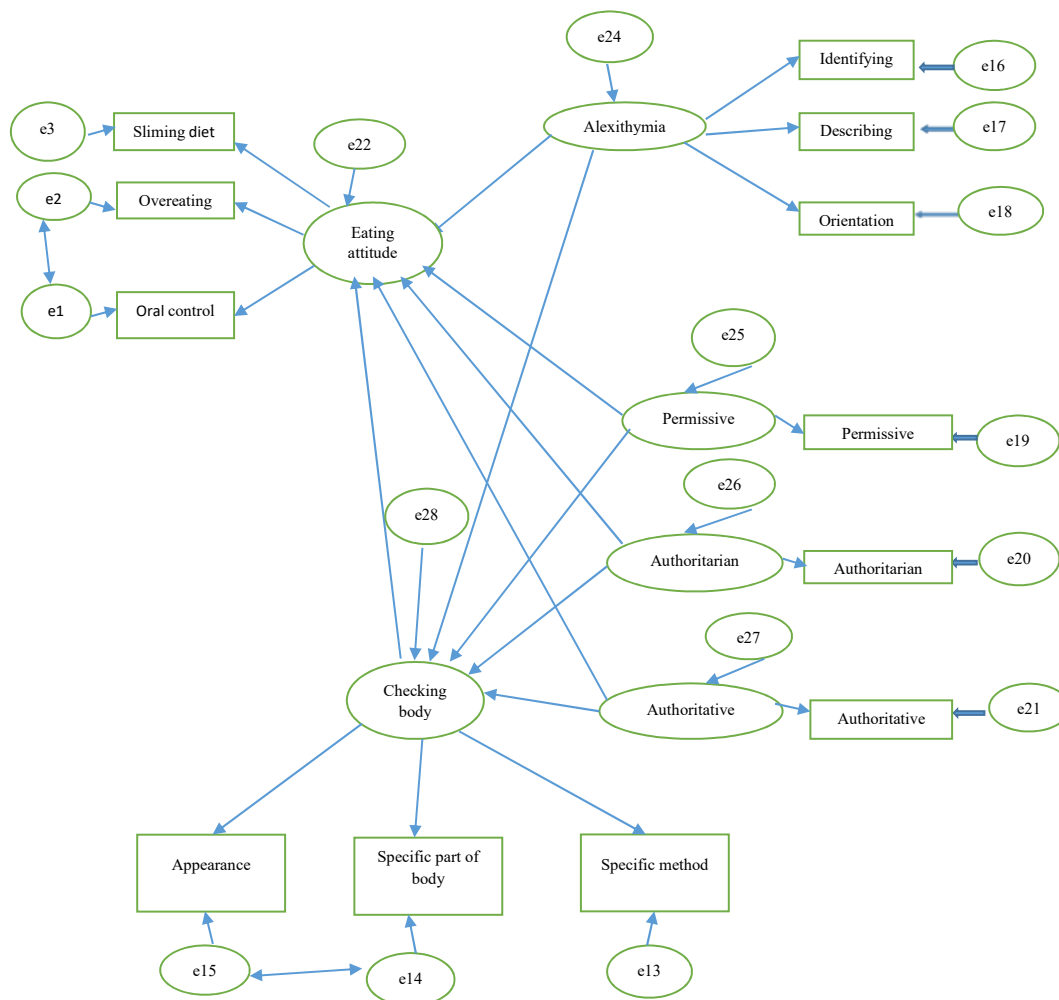 e24
Identifying
e16
e3
Sliming diet
e22
Alexithymia
Describing
e17
e2
Overeating
Eating
attitude
Orientation
e18
e1
Oral control
e25
Permissive
Permissive
e19
e26
e28
Authoritarian
Authoritarian
e20
e27
Checking
body
Authoritative
Authoritative
e21
Appearance
Specific part of
body
Specific method
e15
e14
e13